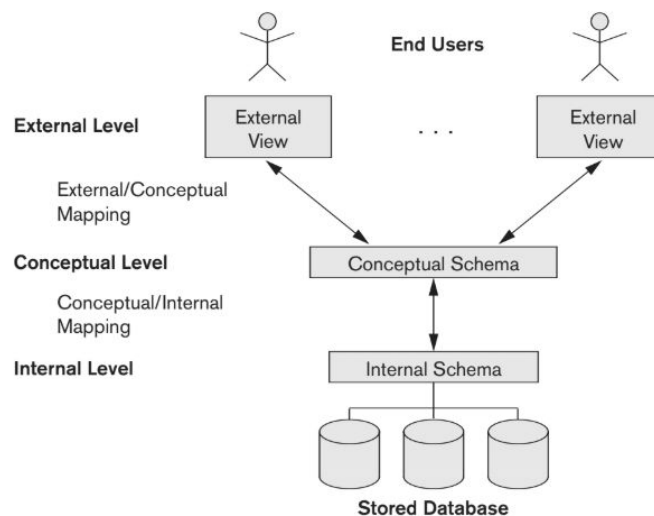 End Users
External Level
External
View
. . .
External
View
External/Conceptual
Mapping
Conceptual Level
Conceptual Schema
Conceptual/Internal
Mapping
Internal Level
Internal Schema
Stored Database